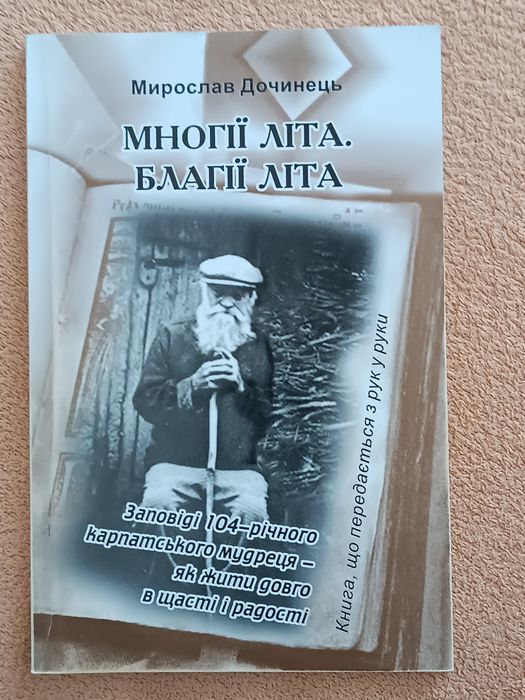 Мирослав Дочинець
МНОГІЇ ЛІТА.
БЛАГІЇ ЛІТА
Заповіді 104–річного
карпатського мудреця –
як жити довго
в щасті і радості
Книга, що передається з рук у руки